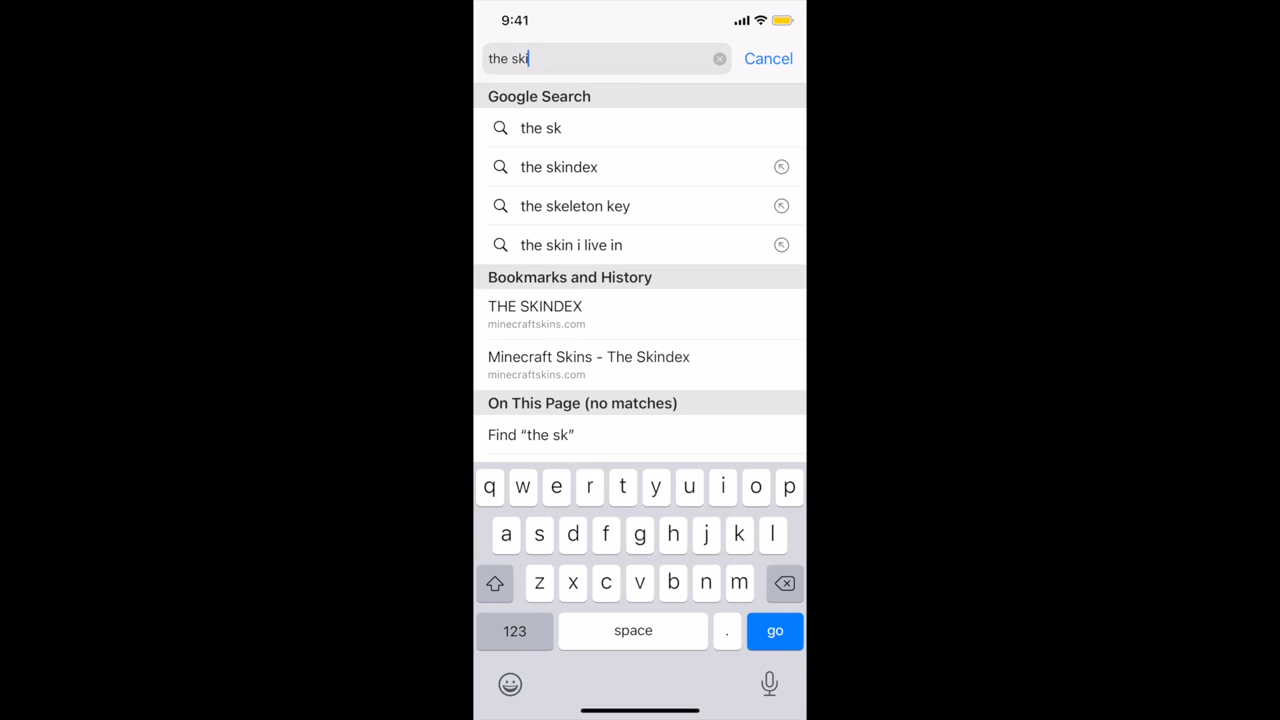 9:41
the ski
Cancel
Google Search
the sk
the skindex
the skeleton key
the skin i live in
Bookmarks and History
THE SKINDEX
minecraftskins.com
Minecraft Skins - The Skindex
minecraftskins.com
On This Page (no matches)
Find “the sk”
q w e r t y u i o p
a s d f g h j k l
z x c v b n m
123 space . go